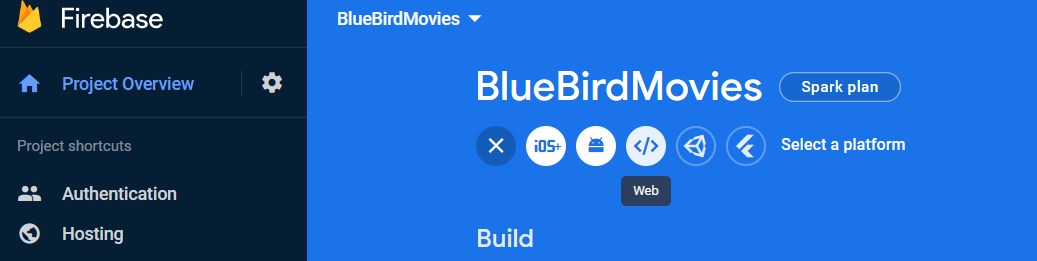 Firebase
BlueBirdMovies
Project Overview
BlueBirdMovies
Spark plan
iOS+
</>
Select a platform
Web
Project shortcuts
Authentication
Hosting
Build